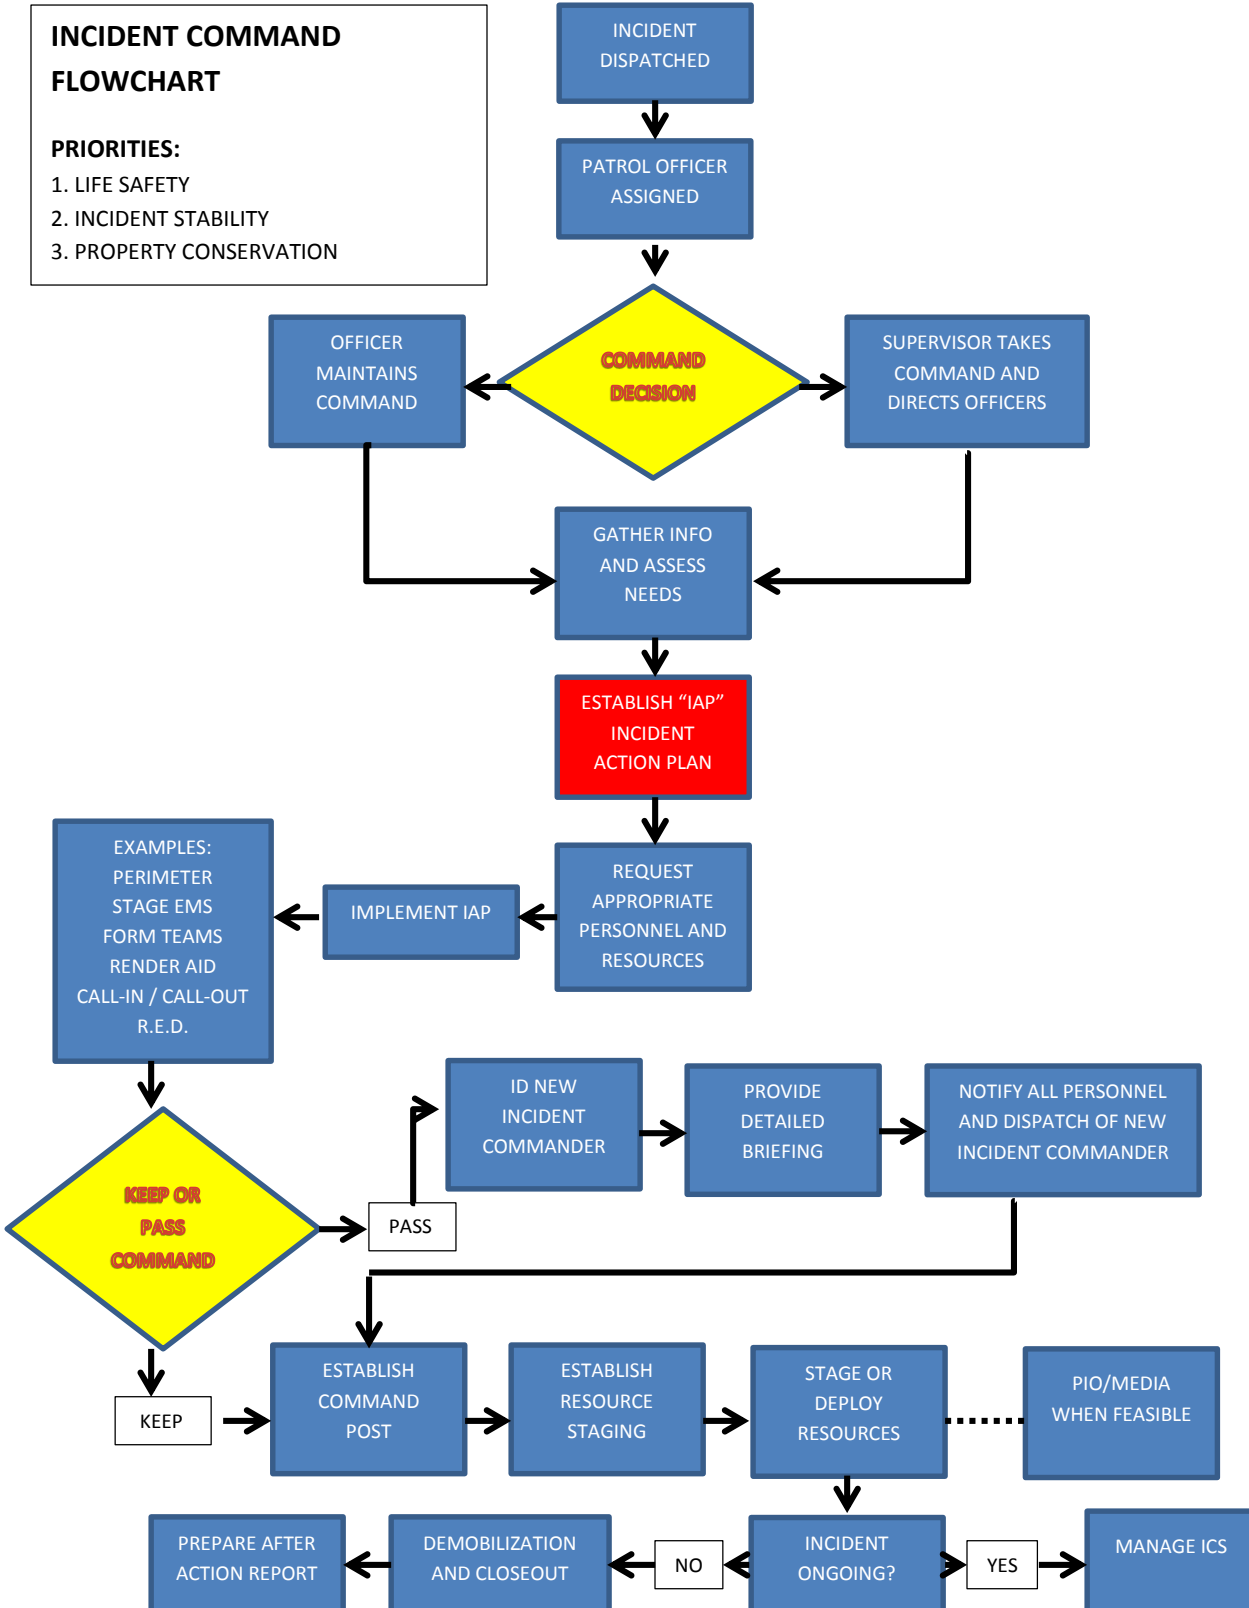 INCIDENT COMMAND
FLOWCHART
PRIORITIES:
1. LIFE SAFETY
2. INCIDENT STABILITY
3. PROPERTY CONSERVATION
INCIDENT
DISPATCHED
PATROL OFFICER
ASSIGNED
COMMAND
DECISION
OFFICER
MAINTAINS
COMMAND
SUPERVISOR TAKES
COMMAND AND
DIRECTS OFFICERS
GATHER INFO
AND ASSESS
NEEDS
ESTABLISH “IAP”
INCIDENT
ACTION PLAN
REQUEST
APPROPRIATE
PERSONNEL AND
RESOURCES
IMPLEMENT IAP
EXAMPLES:
PERIMETER
STAGE EMS
FORM TEAMS
RENDER AID
CALL-IN / CALL-OUT
R.E.D.
KEEP OR
PASS
COMMAND
PASS
ID NEW
INCIDENT
COMMANDER
PROVIDE
DETAILED
BRIEFING
NOTIFY ALL PERSONNEL
AND DISPATCH OF NEW
INCIDENT COMMANDER
KEEP
ESTABLISH
COMMAND
POST
ESTABLISH
RESOURCE
STAGING
STAGE OR
DEPLOY
RESOURCES
PIO/MEDIA
WHEN FEASIBLE
INCIDENT
ONGOING?
YES
MANAGE ICS
NO
DEMOBILIZATION
AND CLOSEOUT
PREPARE AFTER
ACTION REPORT